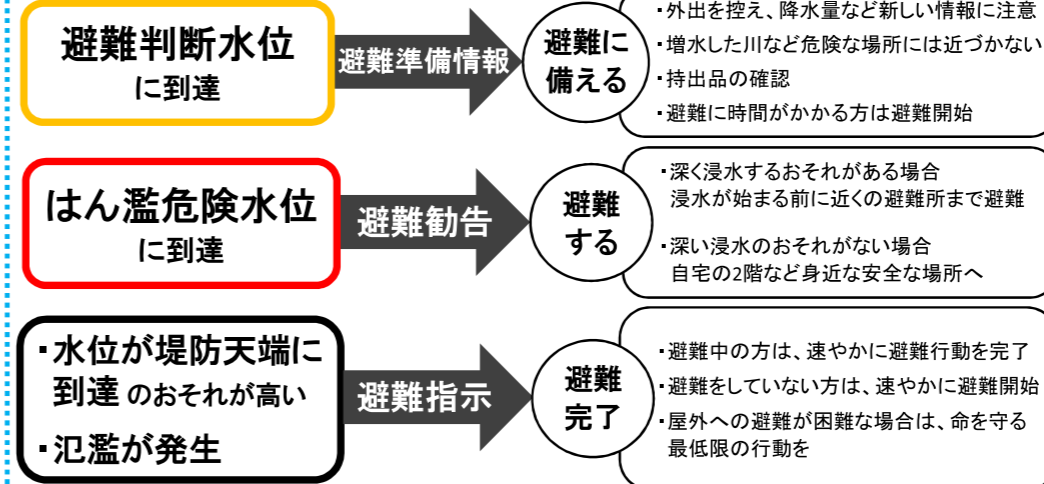 避難判断水位
に到達
避難準備情報
避難に
備える
・外出を控え、降水量など新しい情報に注意
・増水した川など危険な場所には近づかない
・持出品の確認
・避難に時間がかかる方は避難開始
はん濫危険水位
に到達
避難勧告
避難
する
・深く浸水するおそれがある場合
浸水が始まる前に近くの避難所まで避難
・深い浸水のおそれがない場合
自宅の2階など身近な安全な場所へ
・水位が堤防天端に
到達のおそれが高い
・氾濫が発生
避難指示
避難
完了
・避難中の方は、速やかに避難行動を完了
・避難をしていない方は、速やかに避難開始
・屋外への避難が困難な場合は、命を守る
最低限の行動を